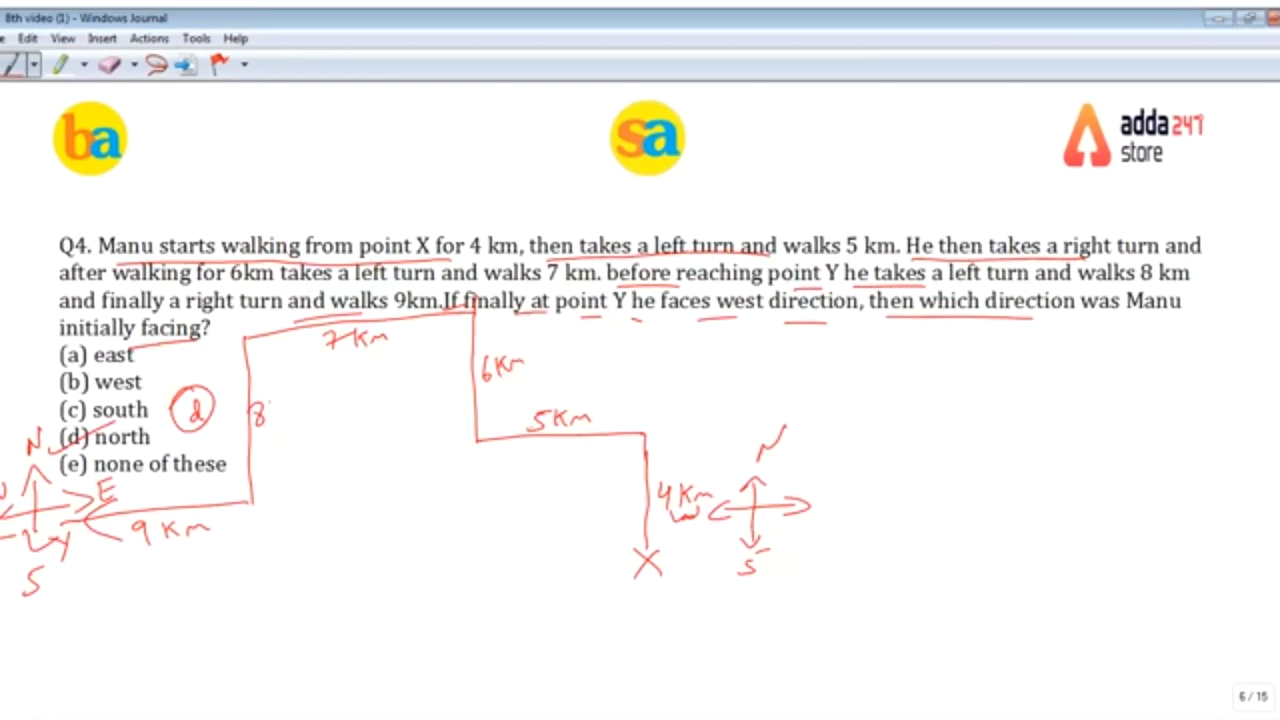 8th video (1) - Windows Journal
Edit View Insert Actions Tools Help
ba
sa
adda247
store
Q4. Manu starts walking from point X for 4 km, then takes a left turn and walks 5 km. He then takes a right turn and
after walking for 6km takes a left turn and walks 7 km. before reaching point Y he takes a left turn and walks 8 km
and finally a right turn and walks 9km.If finally at point Y he faces west direction, then which direction was Manu
initially facing?
(a) east
(b) west
(c) south
(d) north
(e) none of these
7 Km
6Km
8
d
5Km
N
E
9 Km
Y
S
4 Km
X
N
S
6 / 15